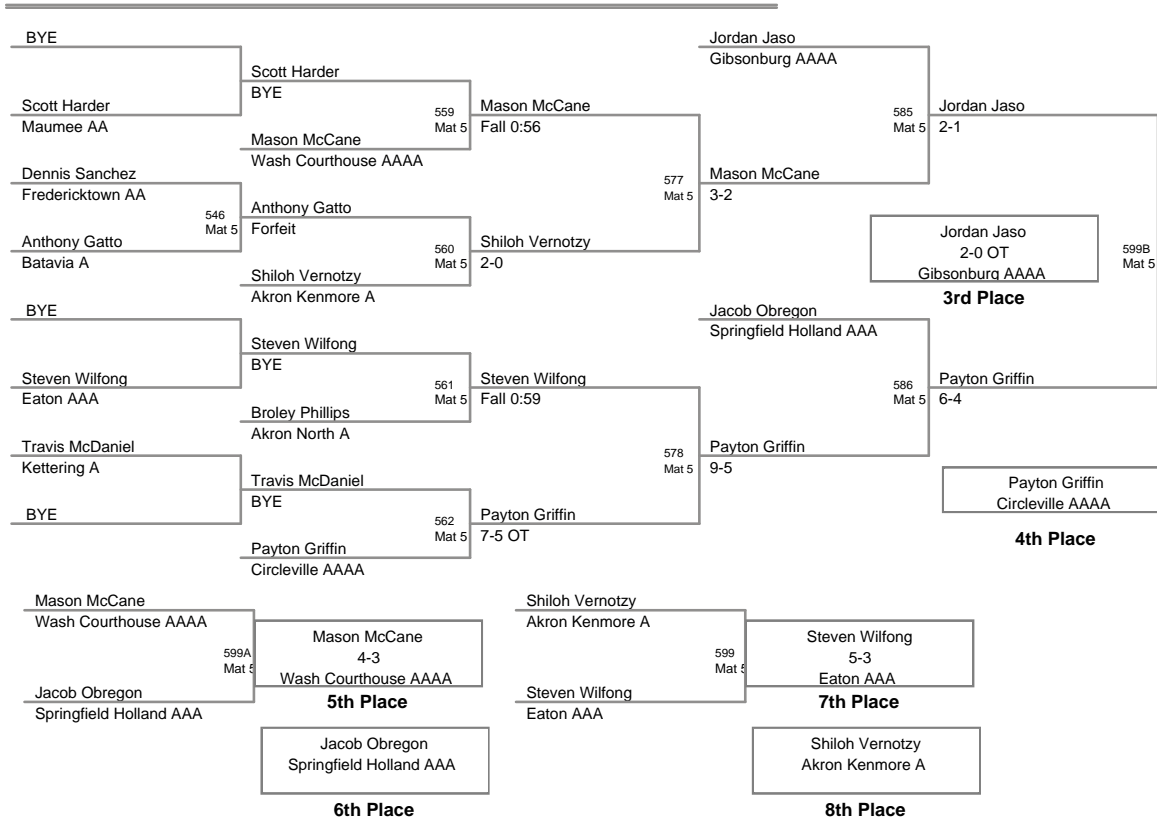 BYE
Scott Harder
Maumee AA
Dennis Sanchez
Fredericktown AA
546
Mat 5
Anthony Gatto
Batavia A
BYE
Steven Wilfong
Eaton AAA
Travis McDaniel
Kettering A
BYE
Scott Harder
BYE
559
Mat 5
Mason McCane
Wash Courthouse AAAA
Anthony Gatto
Forfeit
560
Mat 5
Shiloh Vernotzy
Akron Kenmore A
Steven Wilfong
BYE
561
Mat 5
Broley Phillips
Akron North A
Travis McDaniel
BYE
562
Mat 5
Payton Griffin
Circleville AAAA
Mason McCane
Fall 0:56
577
Mat 5
Shiloh Vernotzy
2-0
Steven Wilfong
Fall 0:59
578
Mat 5
Payton Griffin
7-5 OT
Jordan Jaso
Gibsonburg AAAA
585
Mat 5
Mason McCane
3-2
Jacob Obregon
Springfield Holland AAA
586
Mat 5
Payton Griffin
9-5
Jordan Jaso
2-1
599B
Mat 5
Payton Griffin
6-4
Jordan Jaso
2-0 OT
Gibsonburg AAAA
3rd Place
Payton Griffin
Circleville AAAA
4th Place
Mason McCane
Wash Courthouse AAAA
599A
Mat 5
Jacob Obregon
Springfield Holland AAA
Mason McCane
4-3
Wash Courthouse AAAA
5th Place
Jacob Obregon
Springfield Holland AAA
6th Place
Shiloh Vernotzy
Akron Kenmore A
599
Mat 5
Steven Wilfong
Eaton AAA
Steven Wilfong
5-3
Eaton AAA
7th Place
Shiloh Vernotzy
Akron Kenmore A
8th Place